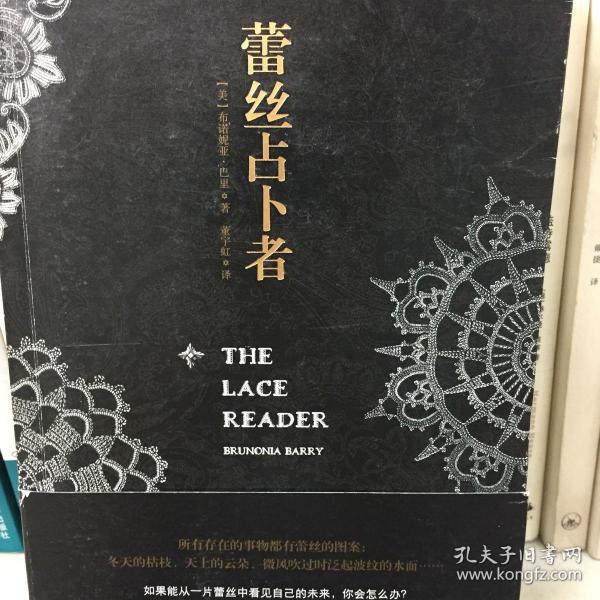 蕾丝占卜者
[美]布诺妮亚·巴里 著
董宇虹 译
THE
LACE
READER
BRUNONIA BARRY
所有存在的事物都有蕾丝的图案：
冬天的枯枝、天上的云朵、微风吹过时泛起波纹的水面……
如果能从一片蕾丝中看见自己的未来，你会怎么办？
孔夫子旧书网
www.kongfz.com